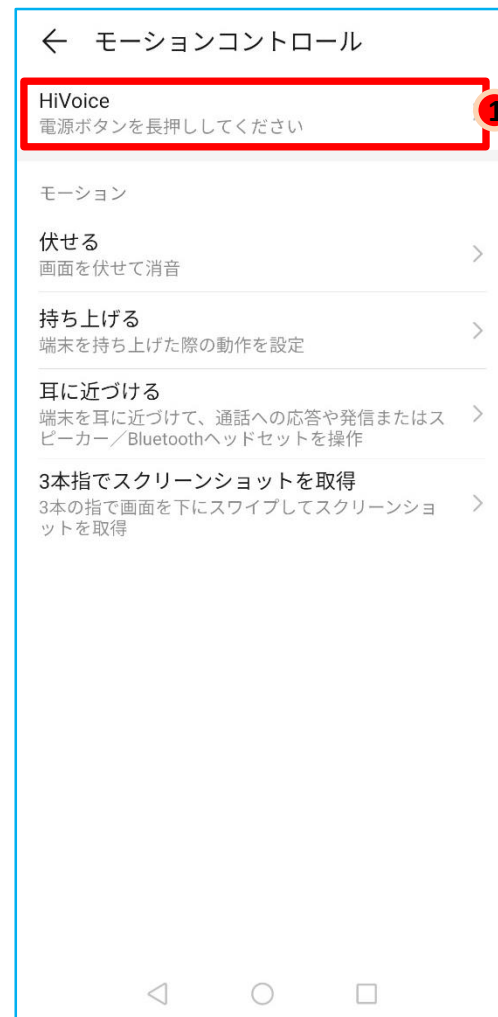 モーションコントロール
HiVoice
電源ボタンを長押ししてください
1
モーション
伏せる
画面を伏せて消音
持ち上げる
端末を持ち上げた際の動作を設定
耳に近づける
端末を耳に近づけて、通話への応答や発信またはス
ピーカー／Bluetoothヘッドセットを操作
3本指でスクリーンショットを取得
3本の指で画面を下にスワイプしてスクリーンショ
ットを取得